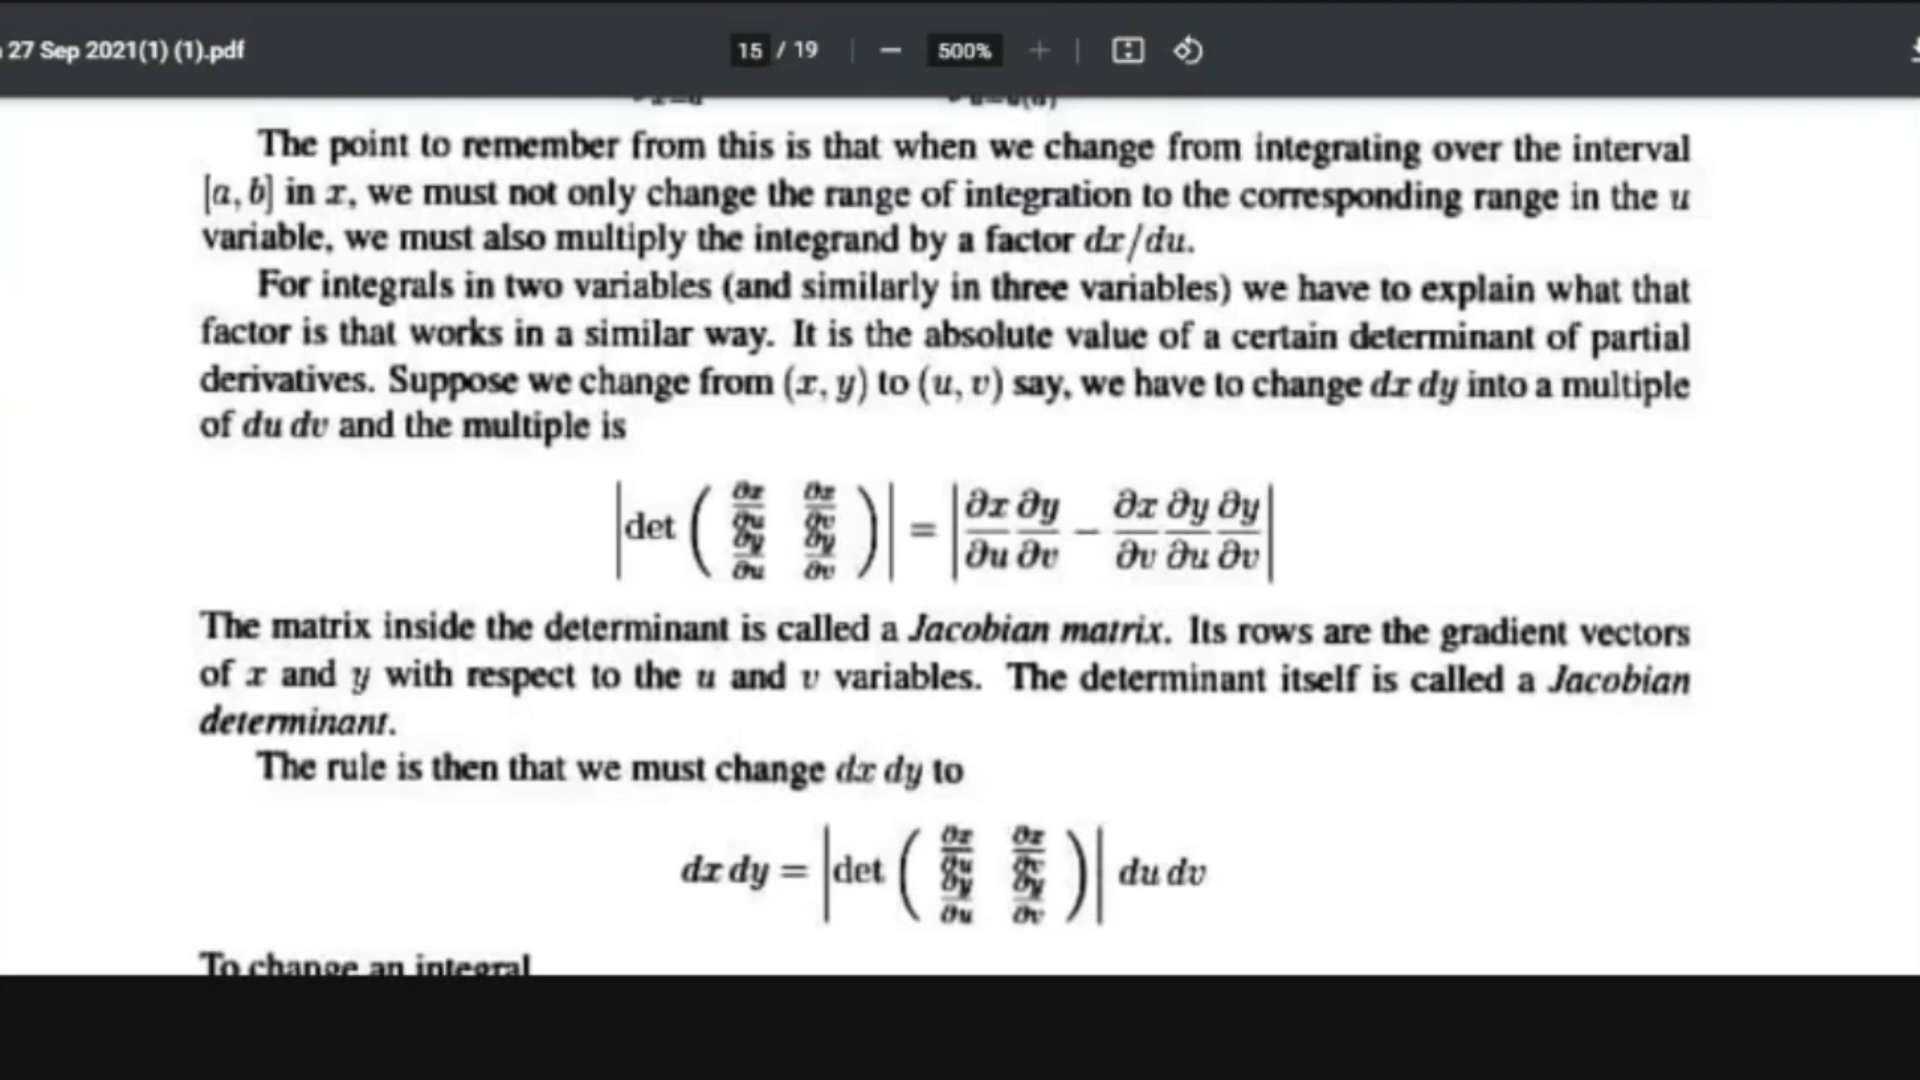 27 Sep 2021(1) (1).pdf
15 / 19
500%
The point to remember from this is that when we change from integrating over the interval
[a, b] in x, we must not only change the range of integration to the corresponding range in the u
variable, we must also multiply the integrand by a factor dx/du.
For integrals in two variables (and similarly in three variables) we have to explain what that
factor is that works in a similar way. It is the absolute value of a certain determinant of partial
derivatives. Suppose we change from (x, y) to (u, v) say, we have to change dx dy into a multiple
of du dv and the multiple is
|det ( ∂x/∂u ∂x/∂v ; ∂y/∂u ∂y/∂v )| = |∂x/∂u ∂y/∂v − ∂x/∂v ∂y/∂u ∂y/∂v|
The matrix inside the determinant is called a Jacobian matrix. Its rows are the gradient vectors
of x and y with respect to the u and v variables. The determinant itself is called a Jacobian
determinant.
The rule is then that we must change dx dy to
dx dy = |det ( ∂x/∂u ∂x/∂v ; ∂y/∂u ∂y/∂v )| du dv
To change an integral